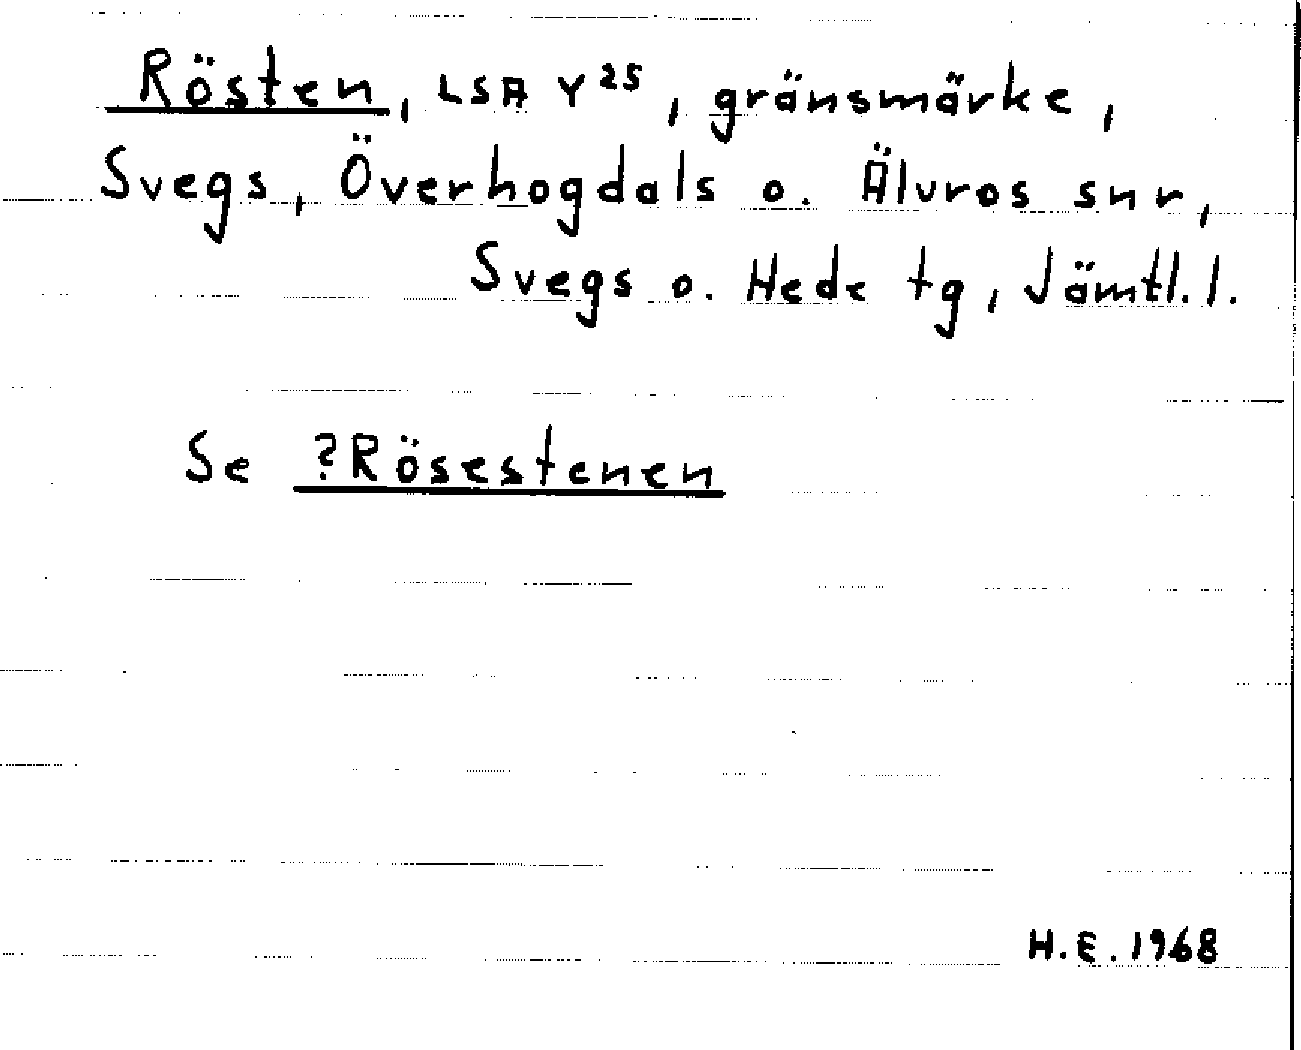 Rösten, LSA Y²⁵, gränsmärke,
Svegs, Överhogdals o. Älvros snr,
Svegs o. Hede tg, Jämtl. l.
Se ?Rösestenen
H.E. 1968